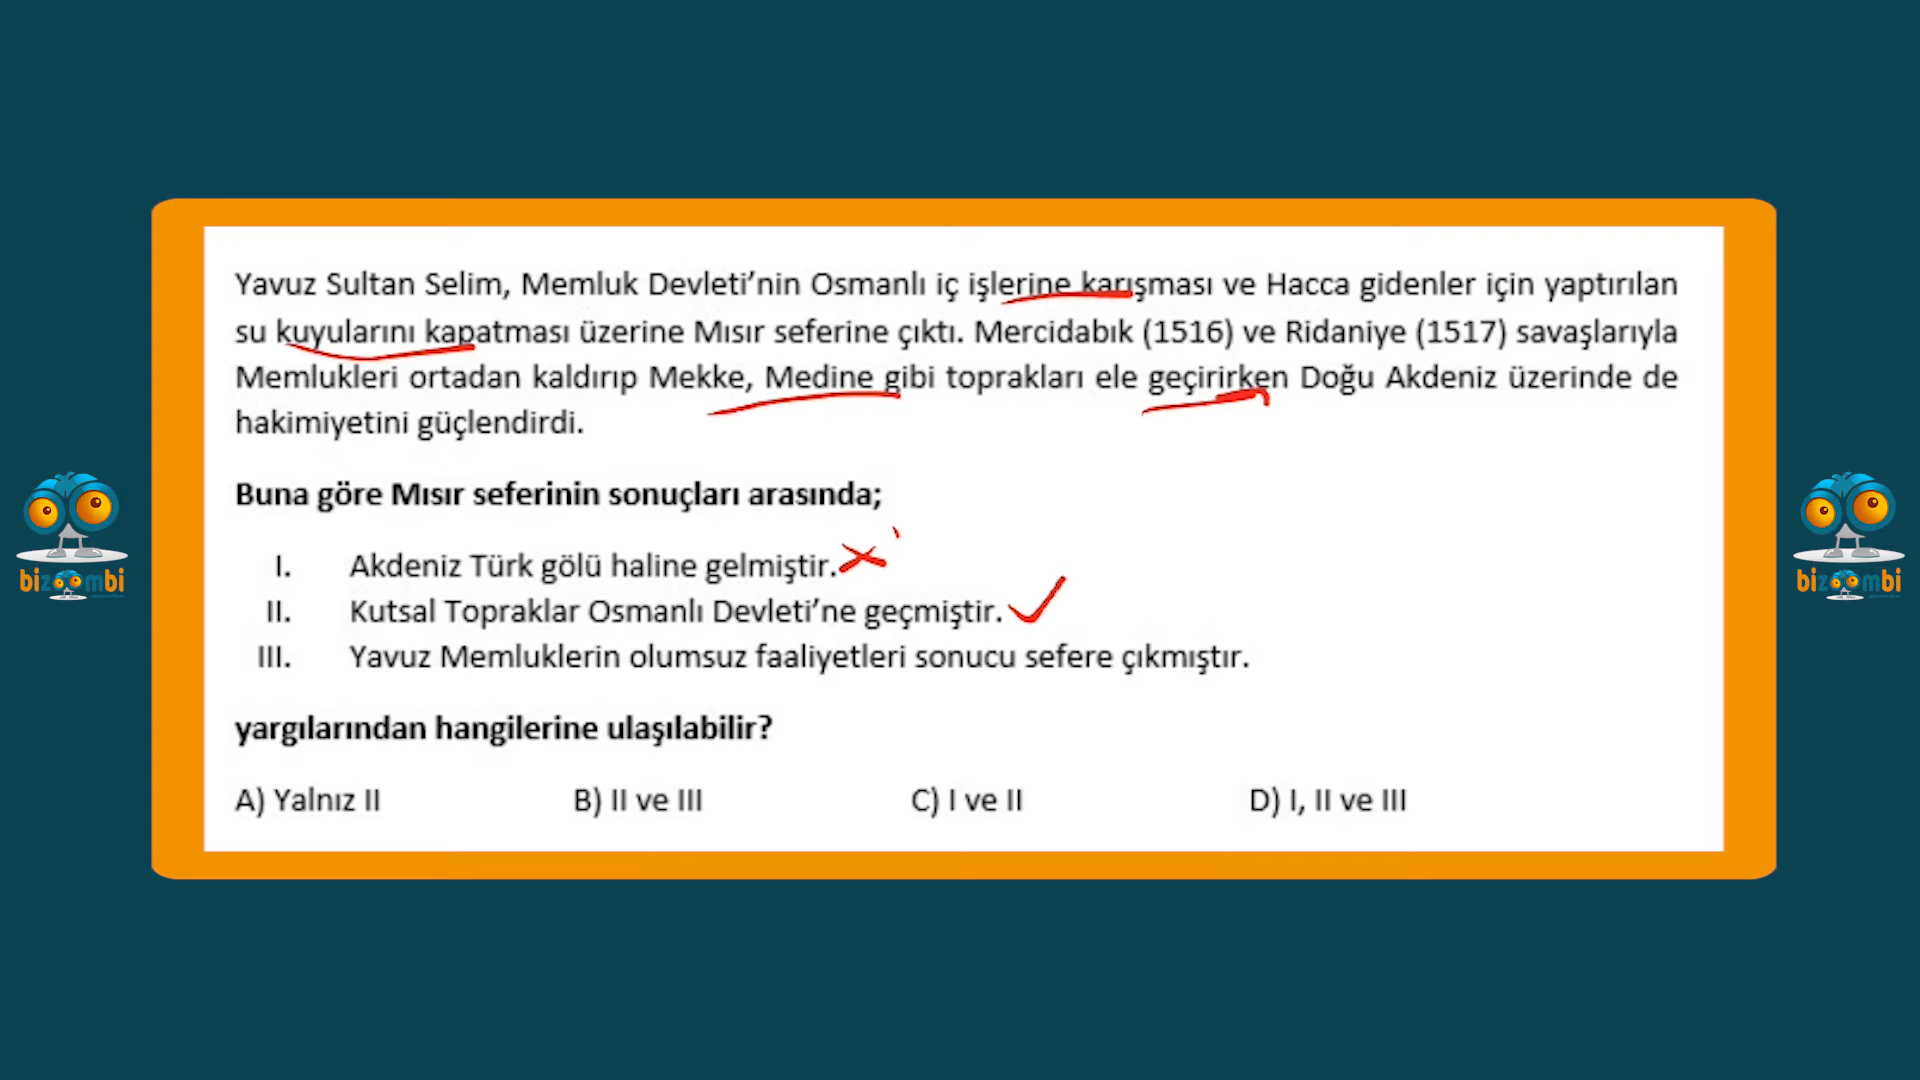 Yavuz Sultan Selim, Memluk Devleti’nin Osmanlı iç işlerine karışması ve Hacca gidenler için yaptırılan
su kuyularını kapatması üzerine Mısır seferine çıktı. Mercidabık (1516) ve Ridaniye (1517) savaşlarıyla
Memlukleri ortadan kaldırıp Mekke, Medine gibi toprakları ele geçirirken Doğu Akdeniz üzerinde de
hakimiyetini güçlendirdi.
Buna göre Mısır seferinin sonuçları arasında;
I. Akdeniz Türk gölü haline gelmiştir.
II. Kutsal Topraklar Osmanlı Devleti’ne geçmiştir.
III. Yavuz Memluklerin olumsuz faaliyetleri sonucu sefere çıkmıştır.
yargılarından hangilerine ulaşılabilir?
A) Yalnız II B) II ve III C) I ve II D) I, II ve III
bizoombi
bizoombi